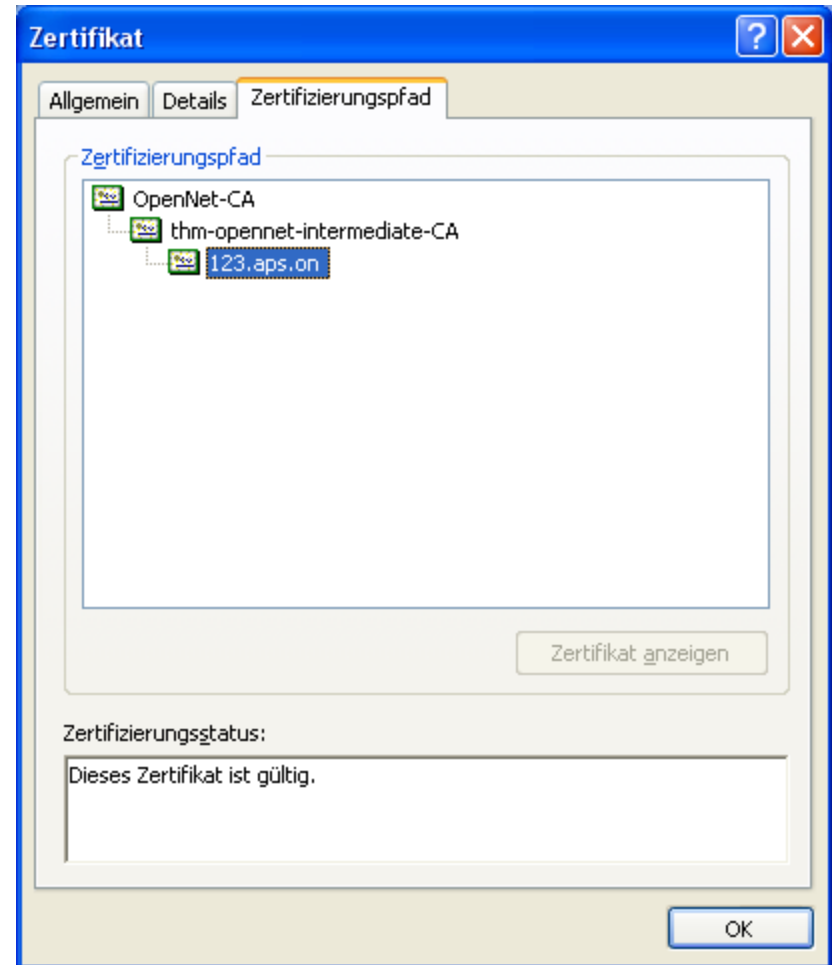 Zertifikat
Allgemein Details Zertifizierungspfad
Zertifizierungspfad
OpenNet-CA
thm-opennet-intermediate-CA
123.aps.on
Zertifikat anzeigen
Zertifizierungsstatus:
Dieses Zertifikat ist gültig.
OK